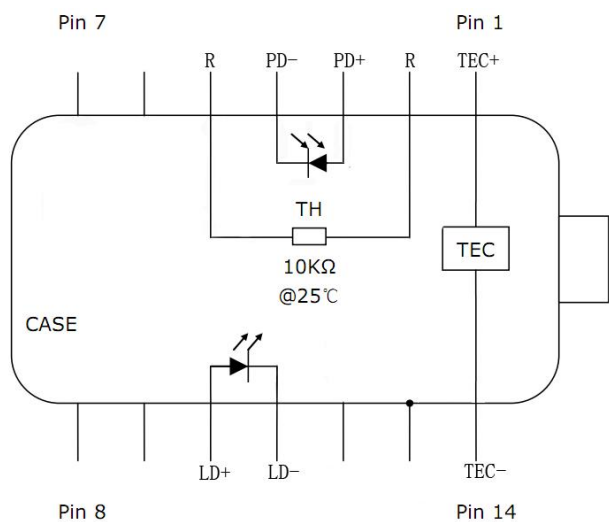 Pin 7
Pin 1
R PD- PD+ R TEC+
TH
10KΩ
@25℃
TEC
CASE
LD+ LD- TEC-
Pin 8
Pin 14